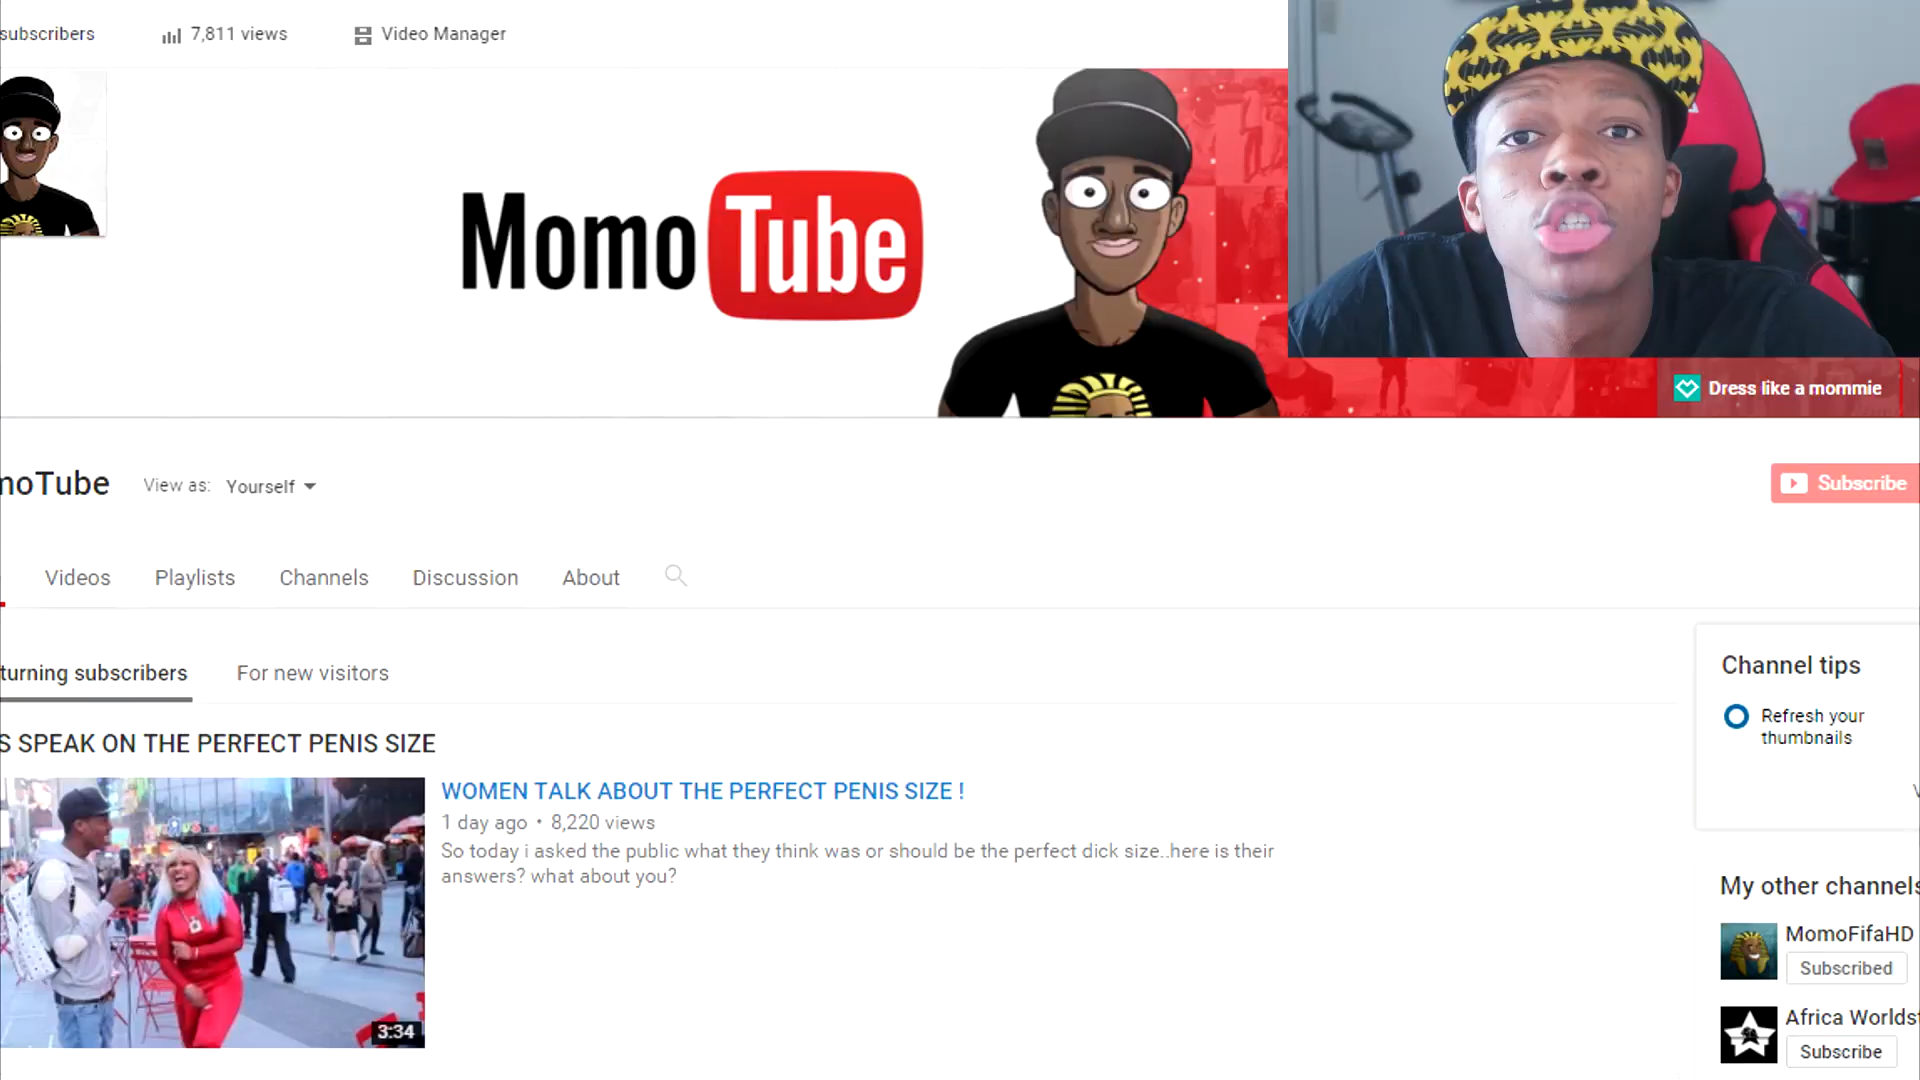 subscribers
7,811 views
Video Manager
Momo Tube
Dress like a mommie
moTube
View as: Yourself
Subscribe
Videos
Playlists
Channels
Discussion
About
turning subscribers
For new visitors
Channel tips
Refresh your
thumbnails
S SPEAK ON THE PERFECT PENIS SIZE
WOMEN TALK ABOUT THE PERFECT PENIS SIZE !
1 day ago • 8,220 views
So today i asked the public what they think was or should be the perfect dick size..here is their
answers? what about you?
3:34
My other channels
MomoFifaHD
Subscribed
Africa Worldst
Subscribe